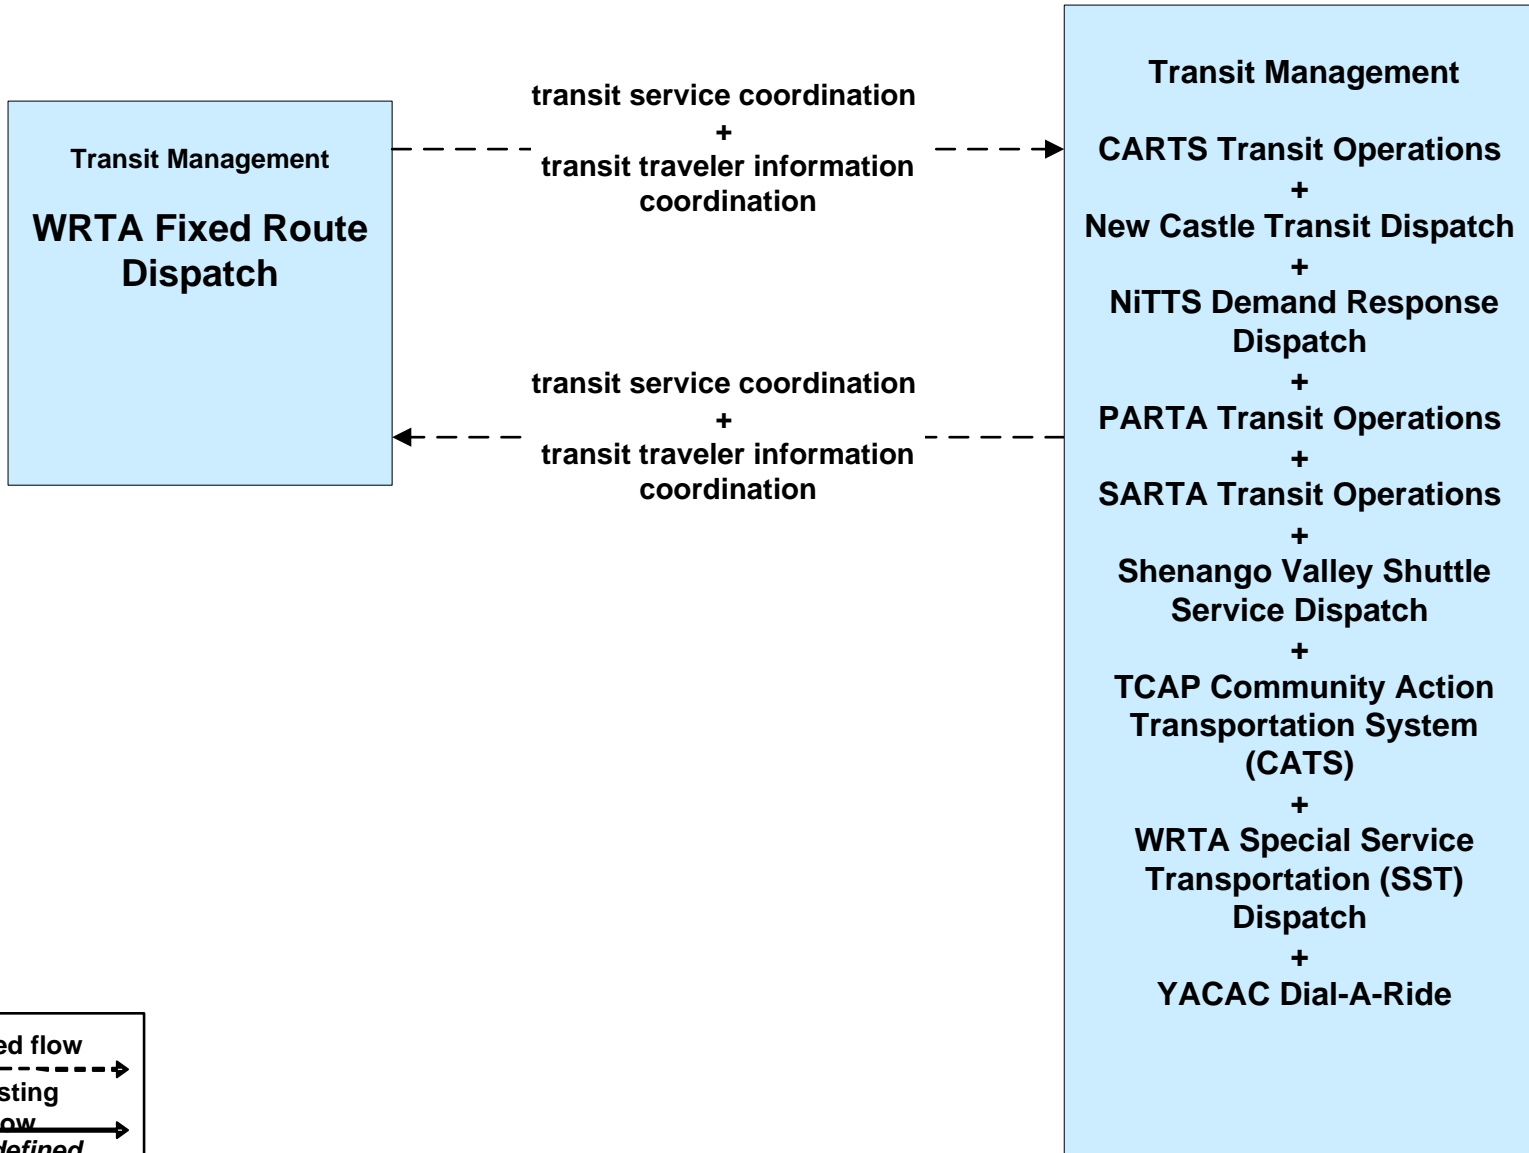 Transit Management
WRTA Fixed Route
Dispatch
transit service coordination
+
transit traveler information
coordination
transit service coordination
+
transit traveler information
coordination
Transit Management
CARTS Transit Operations
+
New Castle Transit Dispatch
+
NiTTS Demand Response
Dispatch
+
PARTA Transit Operations
+
SARTA Transit Operations
+
Shenango Valley Shuttle
Service Dispatch
+
TCAP Community Action
Transportation System
(CATS)
+
WRTA Special Service
Transportation (SST)
Dispatch
+
YACAC Dial-A-Ride
flow